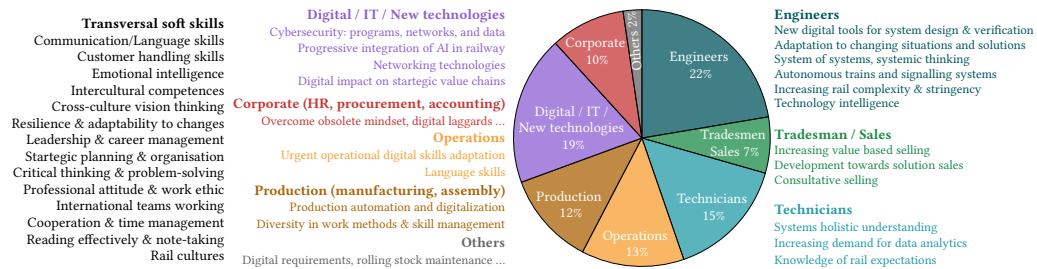 Transversal soft skills
Communication/Language skills
Customer handling skills
Emotional intelligence
Intercultural competences
Cross-culture vision thinking
Resilience & adaptability to changes
Leadership & career management
Startegic planning & organisation
Critical thinking & problem-solving
Professional attitude & work ethic
International teams working
Cooperation & time management
Reading effectively & note-taking
Rail cultures
Digital / IT / New technologies
Cybersecurity: programs, networks, and data
Progressive integration of AI in railway
Networking technologies
Digital impact on startegic value chains
Corporate (HR, procurement, accounting)
Overcome obsolete mindset, digital laggards ...
Operations
Urgent operational digital skills adaptation
Language skills
Production (manufacturing, assembly)
Production automation and digitalization
Diversity in work methods & skill management
Others
Digital requirements, rolling stock maintenance ...
Engineers
22%
Tradesmen
Sales 7%
Technicians
15%
Operations
13%
Production
12%
Digital / IT /
New technologies
19%
Corporate
10%
Others 2%
Engineers
New digital tools for system design & verification
Adaptation to changing situations and solutions
System of systems, systemic thinking
Autonomous trains and signalling systems
Increasing rail complexity & stringency
Technology intelligence
Tradesman / Sales
Increasing value based selling
Development towards solution sales
Consultative selling
Technicians
Systems holistic understanding
Increasing demand for data analytics
Knowledge of rail expectations